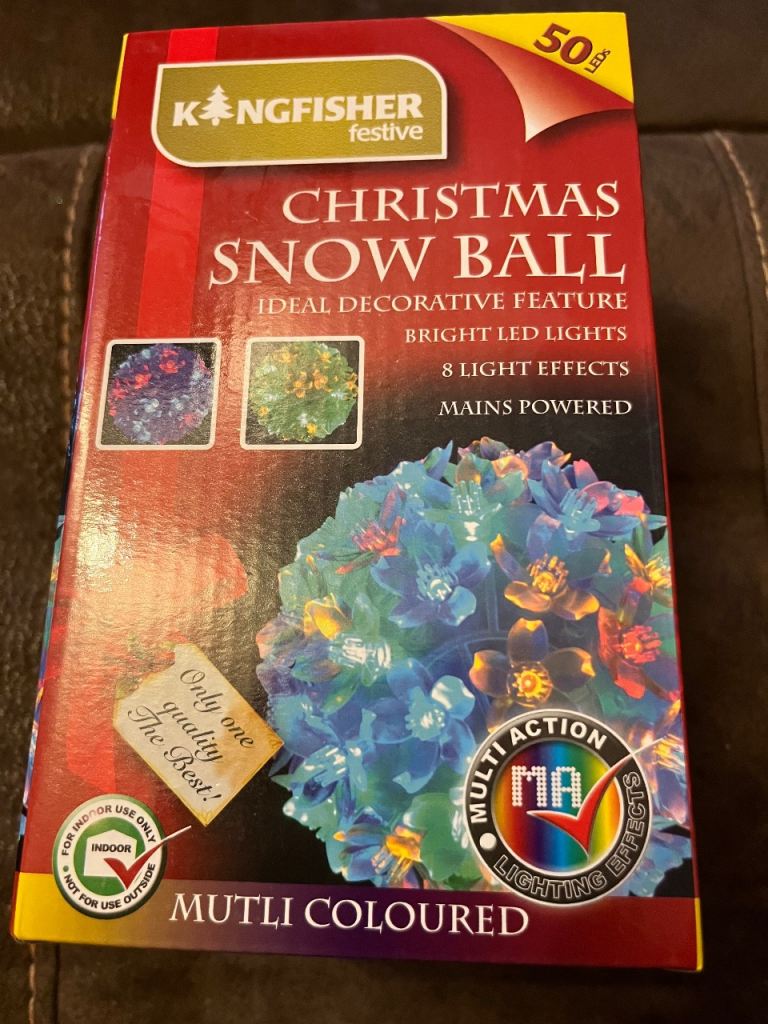 50 LEDs
KINGFISHER
festive
CHRISTMAS
SNOW BALL
IDEAL DECORATIVE FEATURE
BRIGHT LED LIGHTS
8 LIGHT EFFECTS
MAINS POWERED
Only one
quality
The Best!
MULTI ACTION
MA
LIGHTING EFFECTS
FOR INDOOR USE ONLY
INDOOR
NOT FOR USE OUTSIDE
MUTLI COLOURED